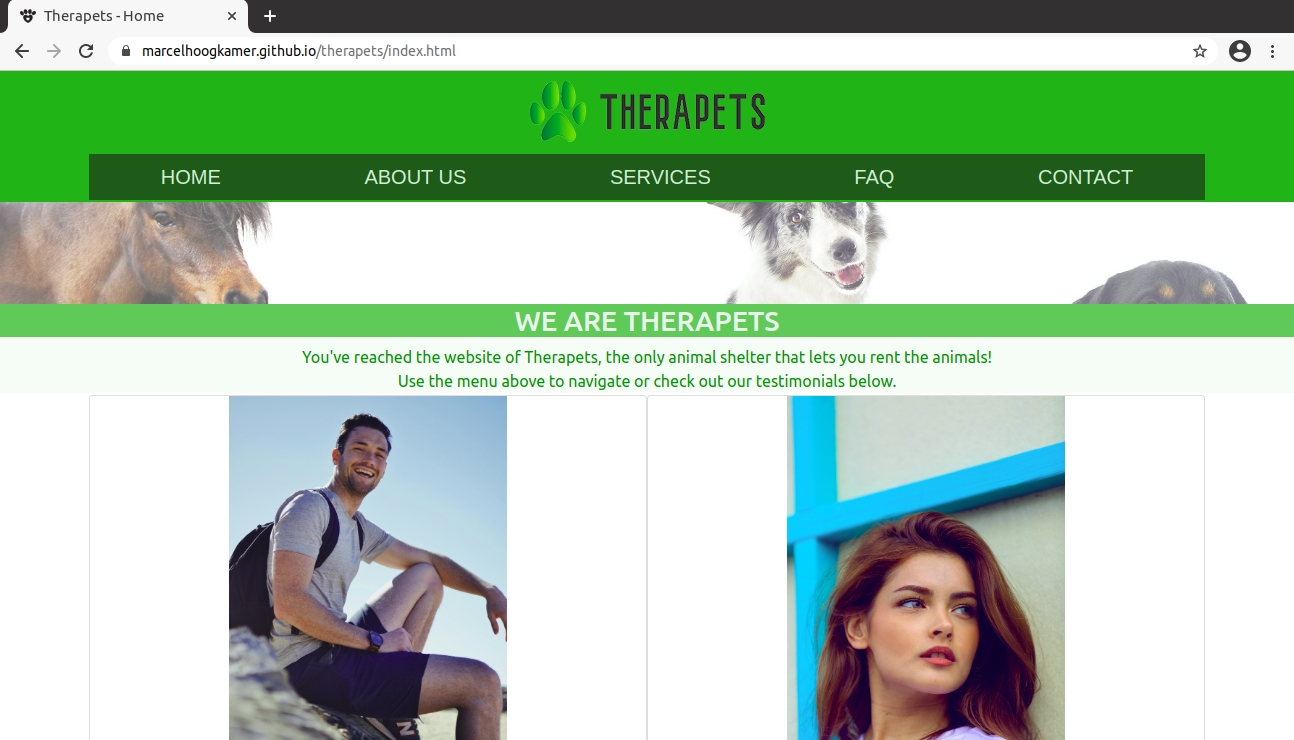 Therapets - Home
marcelhoogkamer.github.io/therapets/index.html
THERAPETS
HOME ABOUT US SERVICES FAQ CONTACT
WE ARE THERAPETS
You've reached the website of Therapets, the only animal shelter that lets you rent the animals!
Use the menu above to navigate or check out our testimonials below.